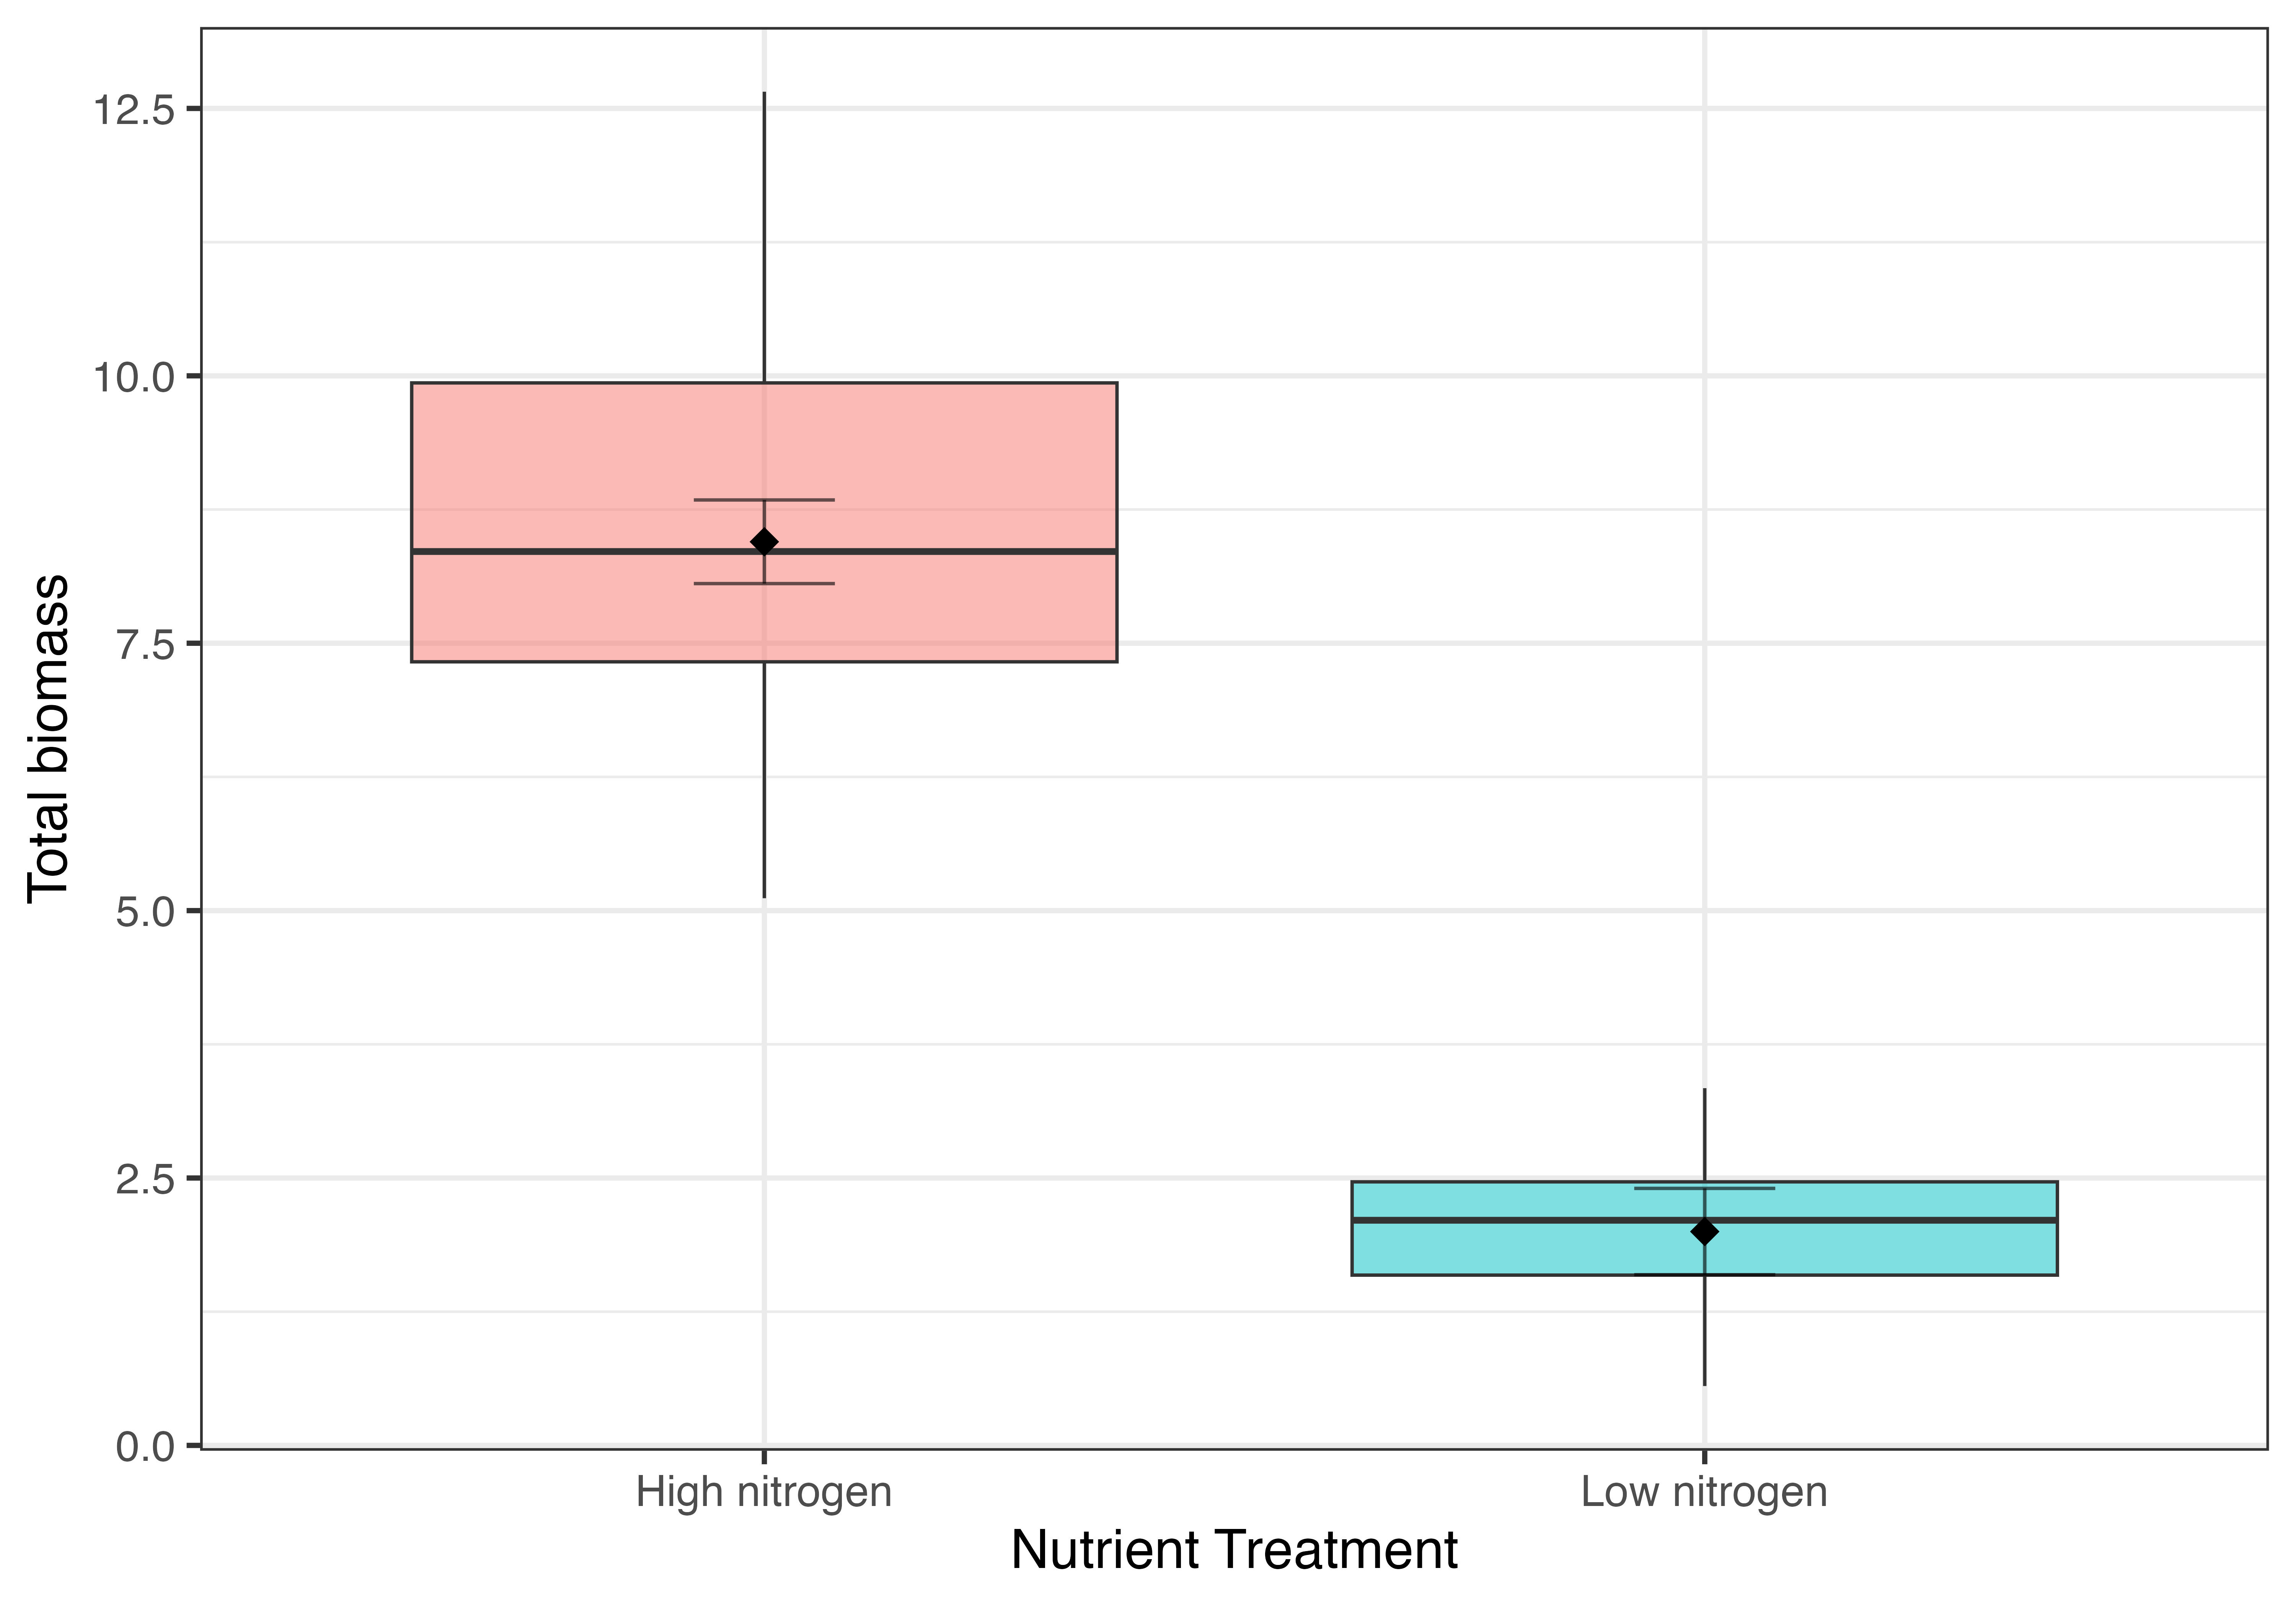 Total biomass
12.5
10.0
7.5
5.0
2.5
0.0
High nitrogen
Low nitrogen
Nutrient Treatment